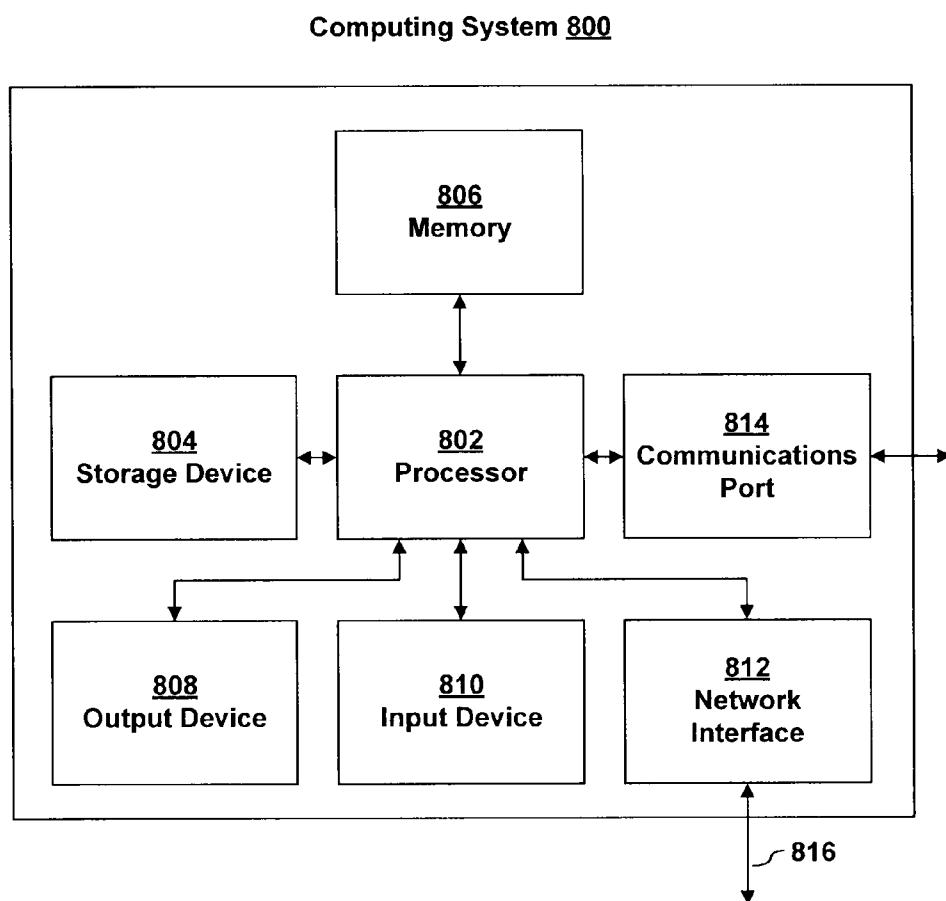 Computing System 800
806
Memory
804
Storage Device
802
Processor
814
Communications
Port
808
Output Device
810
Input Device
812
Network
Interface
816